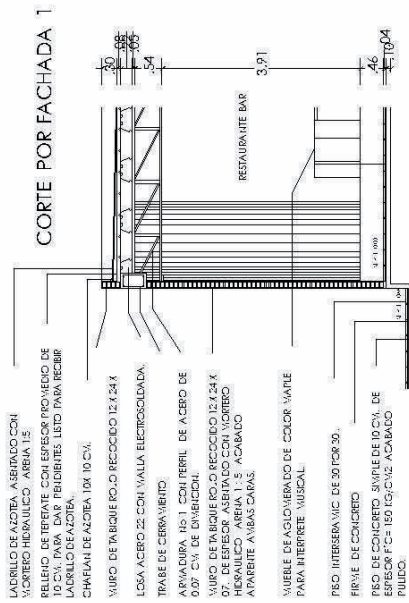 CORTE POR FACHADA 1
LADRILLO DE AZOTEA ASENTADO CON
MORTERO HIDRAULICO ARENA 1:5
RELLENO DE TEPETATE CON ESPESOR PROMEDIO DE
10 CM. PARA DAR PENDIENTES. LISTO PARA RECIBIR
LADRILLO DE AZOTEA.
CHAFLAN DE AZOTEA 10X 10 CM.
MURO DE TABIQUE ROJO RECOCIDO 12 X 24 X
LOSA ACERO 22 CON MALLA ELECTROSOLDADA.
TRABE DE CERRAMIENTO
ARMADURA No 1 CON PERFIL DE ACERO DE
0.07 CM DE DIMENCION.
MURO DE TABIQUE ROJO RECOCIDO 12 X 24 X
07. DE ESPESOR ASENTADO CON MORTERO
HIDRAULICO ARENA 1: 5 ACABADO
APARENTE AMBAS CARAS.
MUEBLE DE AGLOMERADO DE COLOR MAPLE
PARA INTERPRETE MUSICAL.
PISO INTERSERAMIC DE 30 POR 30 .
FIRME DE CONCRETO
PISO DE CONCRETO SIMPLE DE 10 CM. DE
ESPESOR F'C= 150 KG/CM2 ACABADO
PULIDO.
RESTAURANTE BAR
.30
.08
.05
.54
3.91
.46
.04
.10